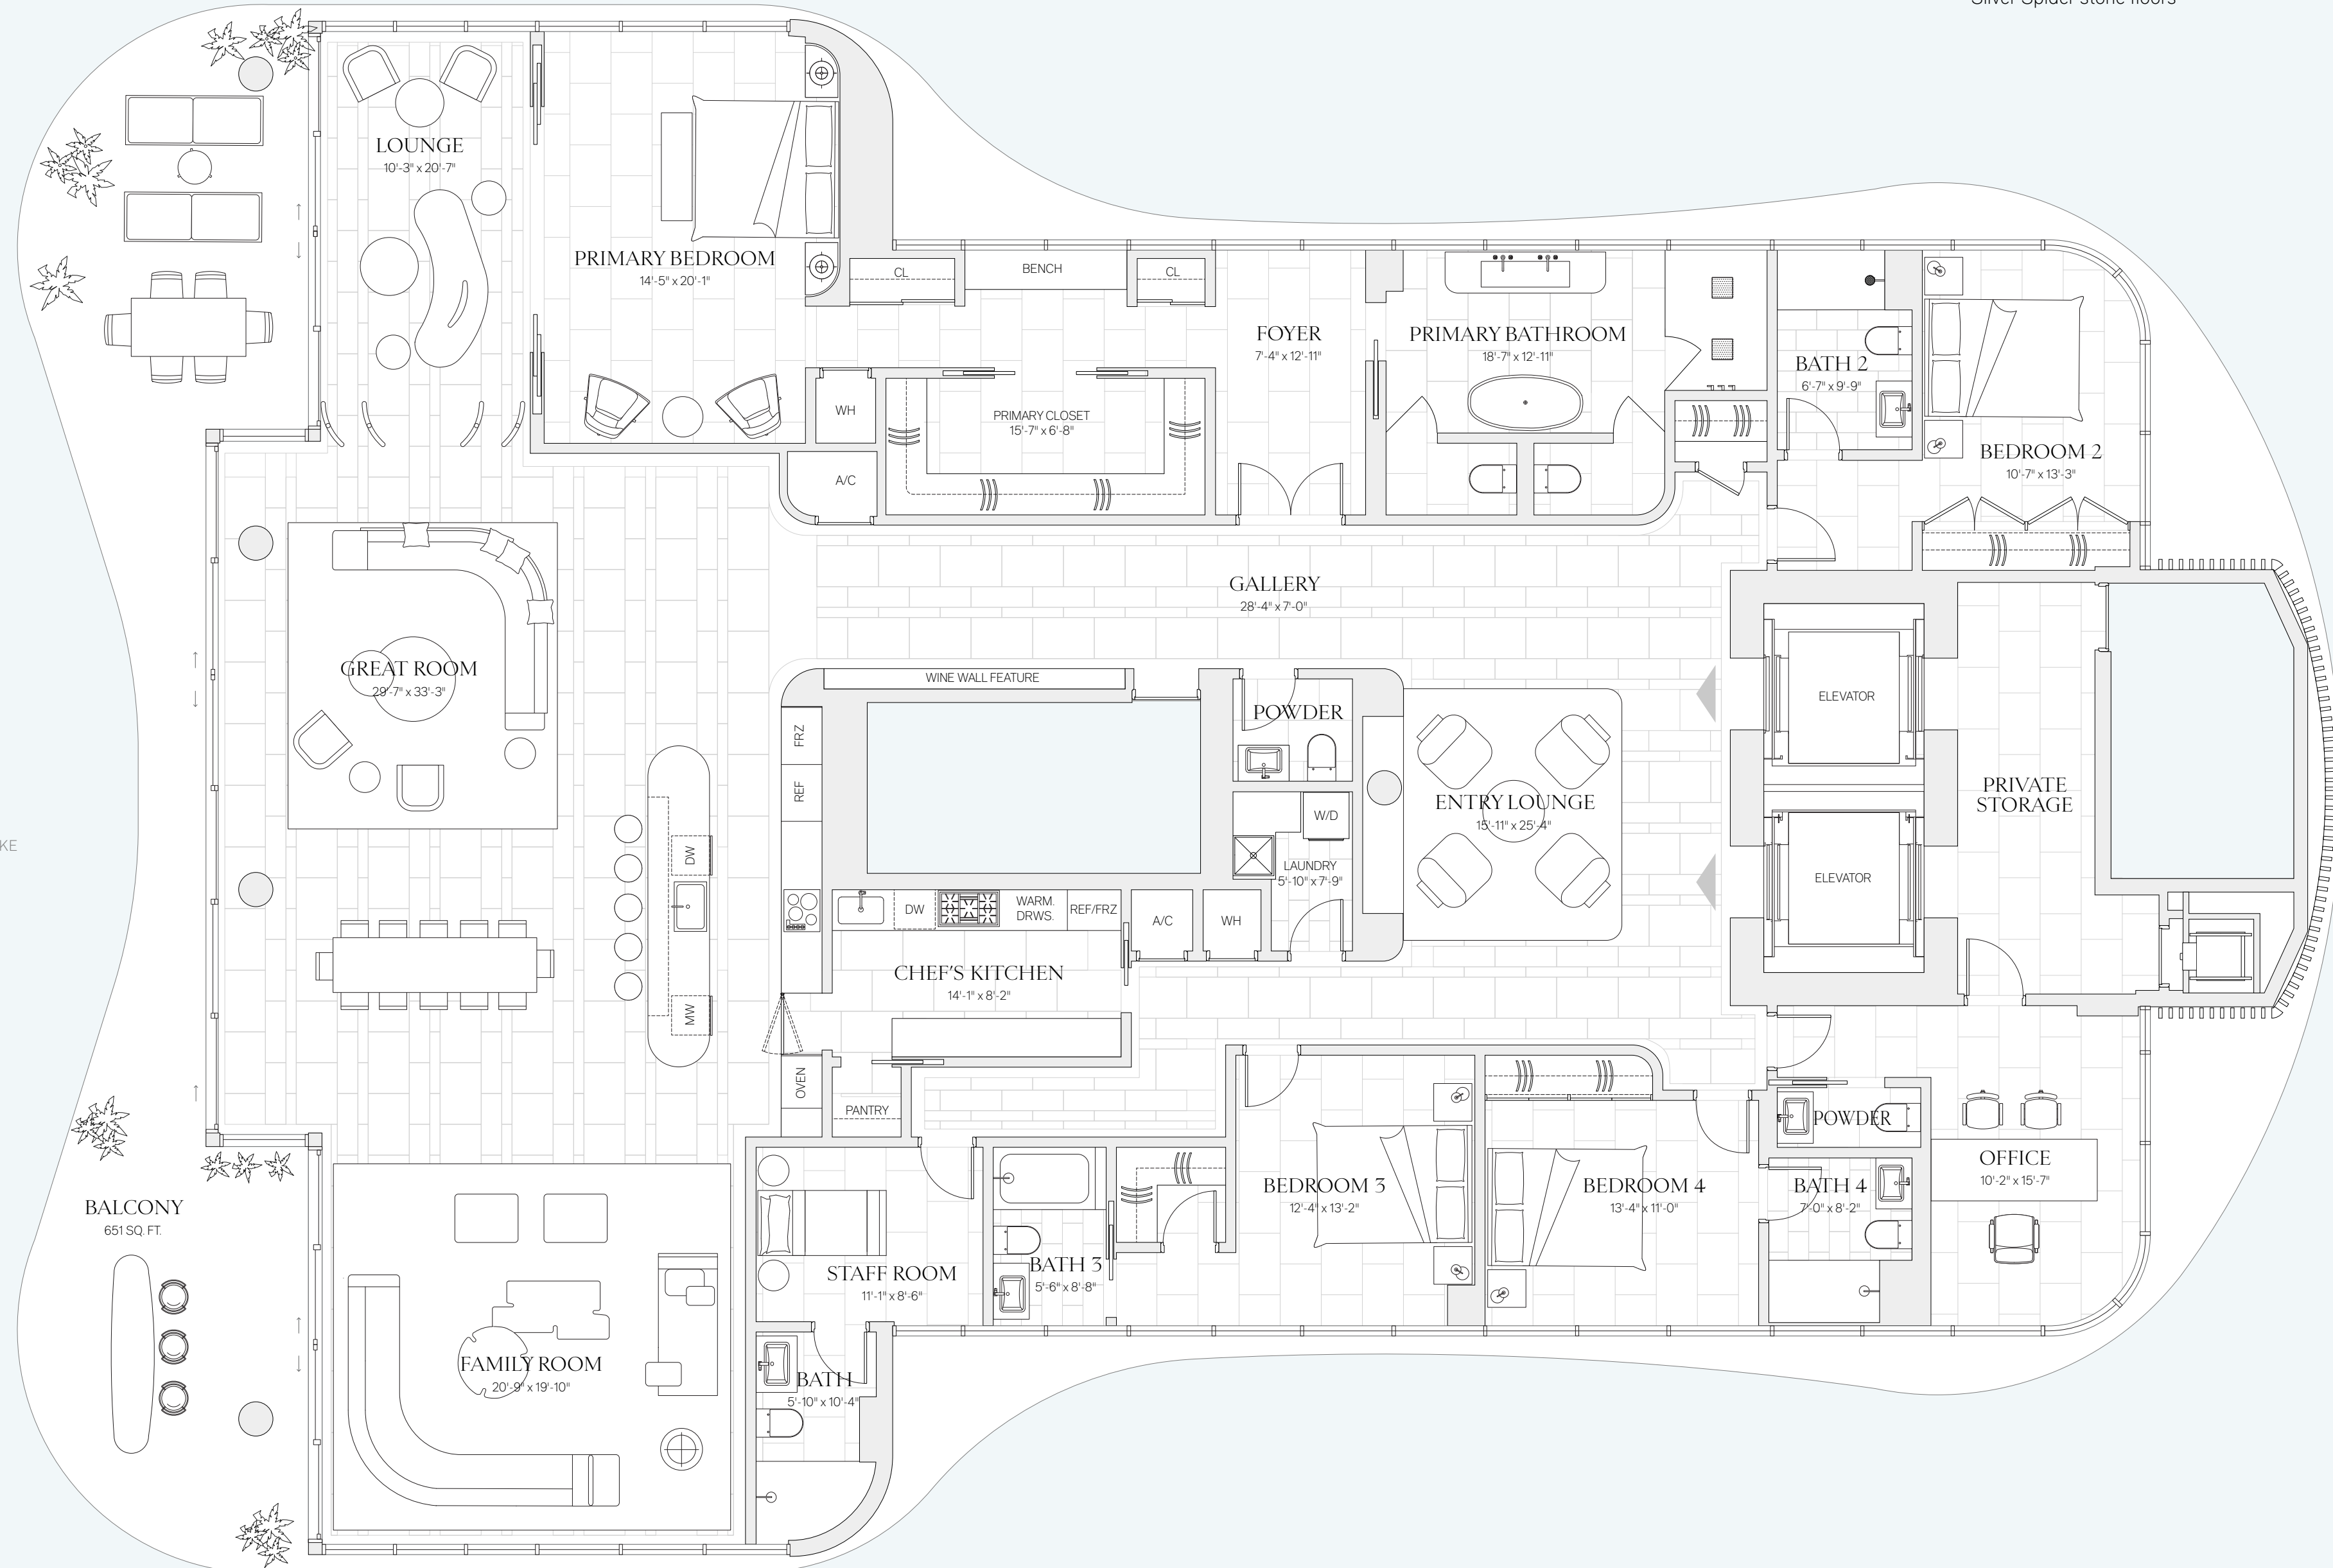 Silver Spider stone floors
LOUNGE
10'-3" x 20'-7"
PRIMARY BEDROOM
14'-5" x 20'-1"
CL
BENCH
CL
FOYER
7'-4" x 12'-11"
PRIMARY BATHROOM
18'-7" x 12'-11"
BATH 2
6'-7" x 9'-9"
BEDROOM 2
10'-7" x 13'-3"
WH
PRIMARY CLOSET
15'-7" x 6'-8"
A/C
GALLERY
28'-4" x 7'-0"
GREAT ROOM
29'-7" x 33'-3"
WINE WALL FEATURE
FRZ
REF
POWDER
ELEVATOR
PRIVATE
STORAGE
ENTRY LOUNGE
15'-11" x 25'-4"
W/D
LAUNDRY
5'-10" x 7'-9"
ELEVATOR
KE
DW
DW
WARM.
DRWS.
REF/FRZ
A/C
WH
CHEF'S KITCHEN
14'-1" x 8'-2"
MW
OVEN
PANTRY
POWDER
OFFICE
10'-2" x 15'-7"
BEDROOM 3
12'-4" x 13'-2"
BEDROOM 4
13'-4" x 11'-0"
BATH 4
7'-0" x 8'-2"
BALCONY
651 SQ. FT.
STAFF ROOM
11'-1" x 8'-6"
BATH 3
5'-6" x 8'-8"
FAMILY ROOM
20'-9" x 19'-10"
BATH
5'-10" x 10'-4"